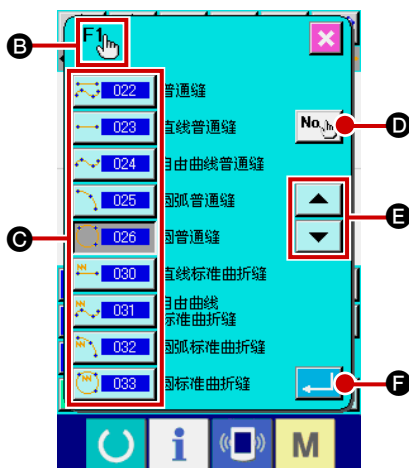 B
F1
022 普通缝
023 直线普通缝
No.
D
024 自由曲线普通缝
025 圆弧普通缝
E
C
026 圆普通缝
030 直线标准曲折缝
031 自由曲线
标准曲折缝
032 圆弧标准曲折缝
033 圆标准曲折缝
F
i
M